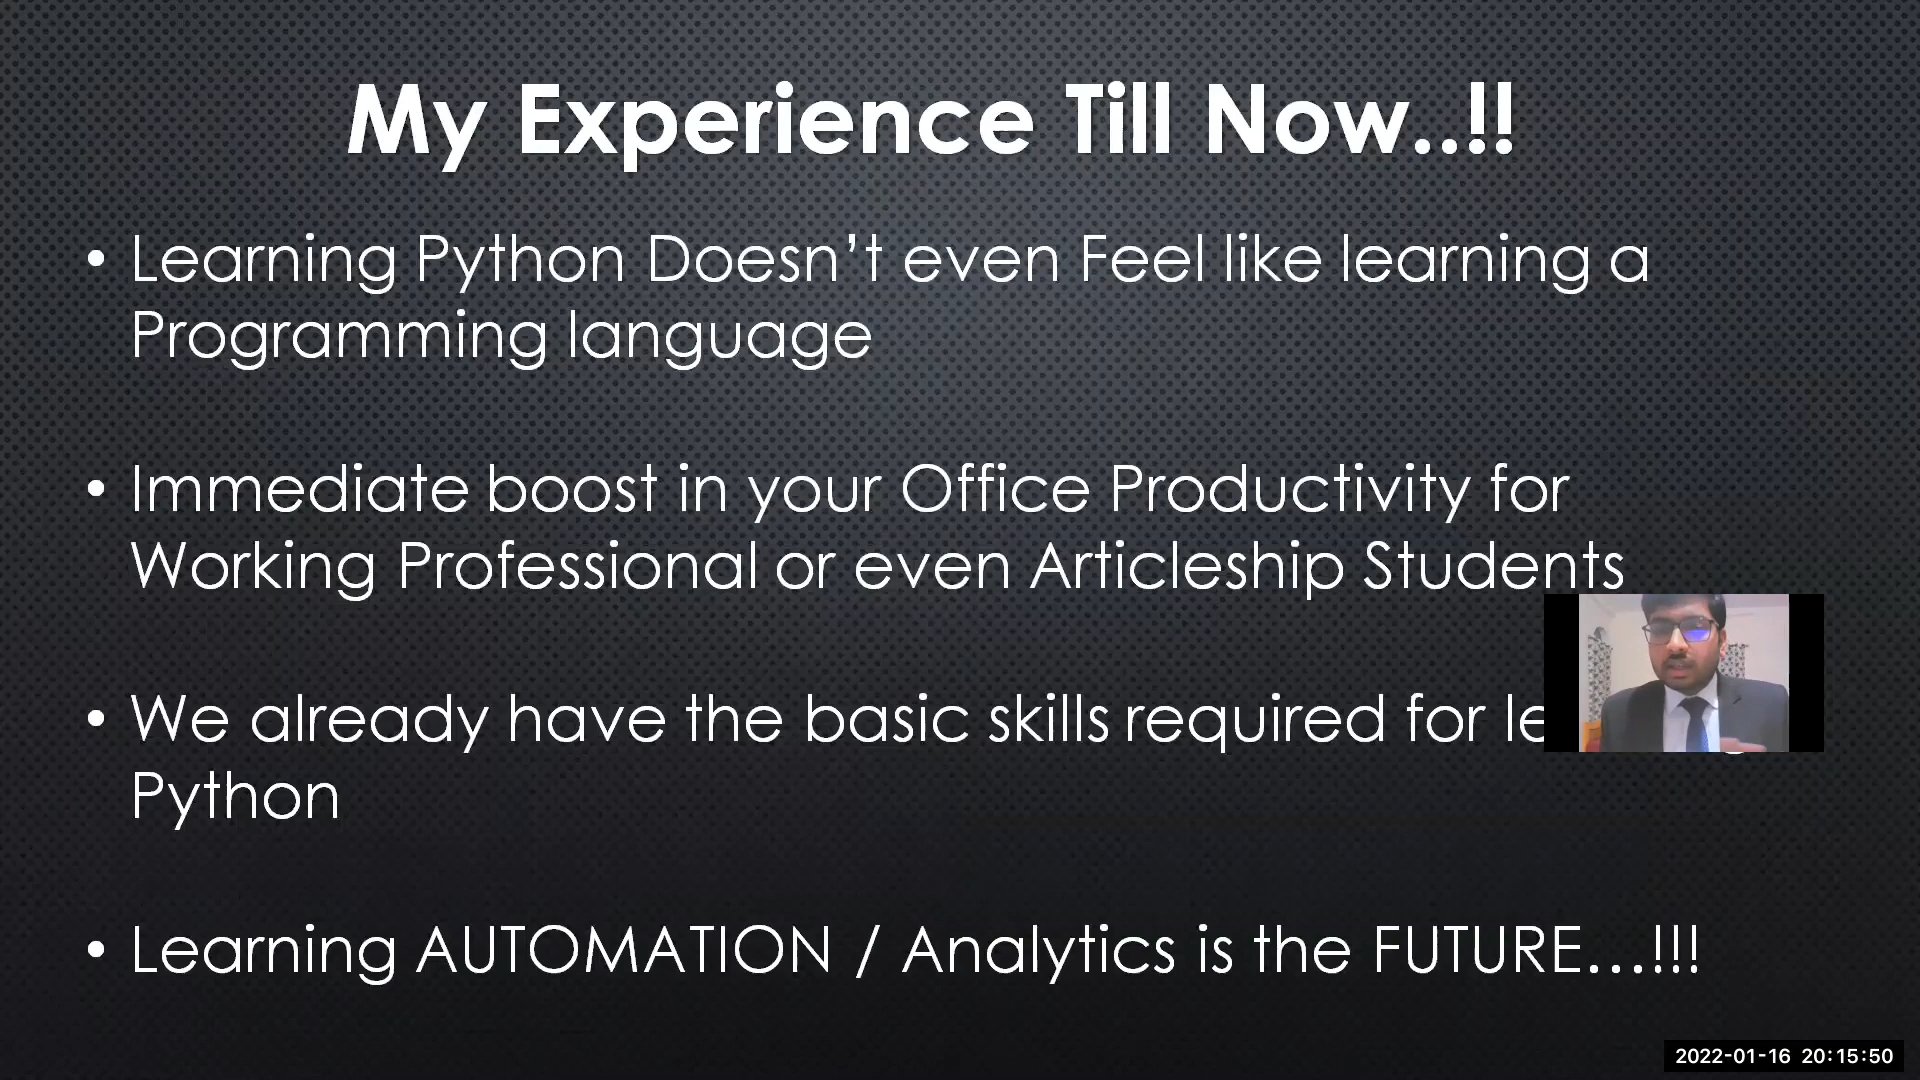 My Experience Till Now..!!
• Learning Python Doesn’t even Feel like learning a
Programming language
• Immediate boost in your Office Productivity for
Working Professional or even Articleship Students
• We already have the basic skills required for
Python
• Learning AUTOMATION / Analytics is the FUTURE...!!!
2022-01-16 20:15:50